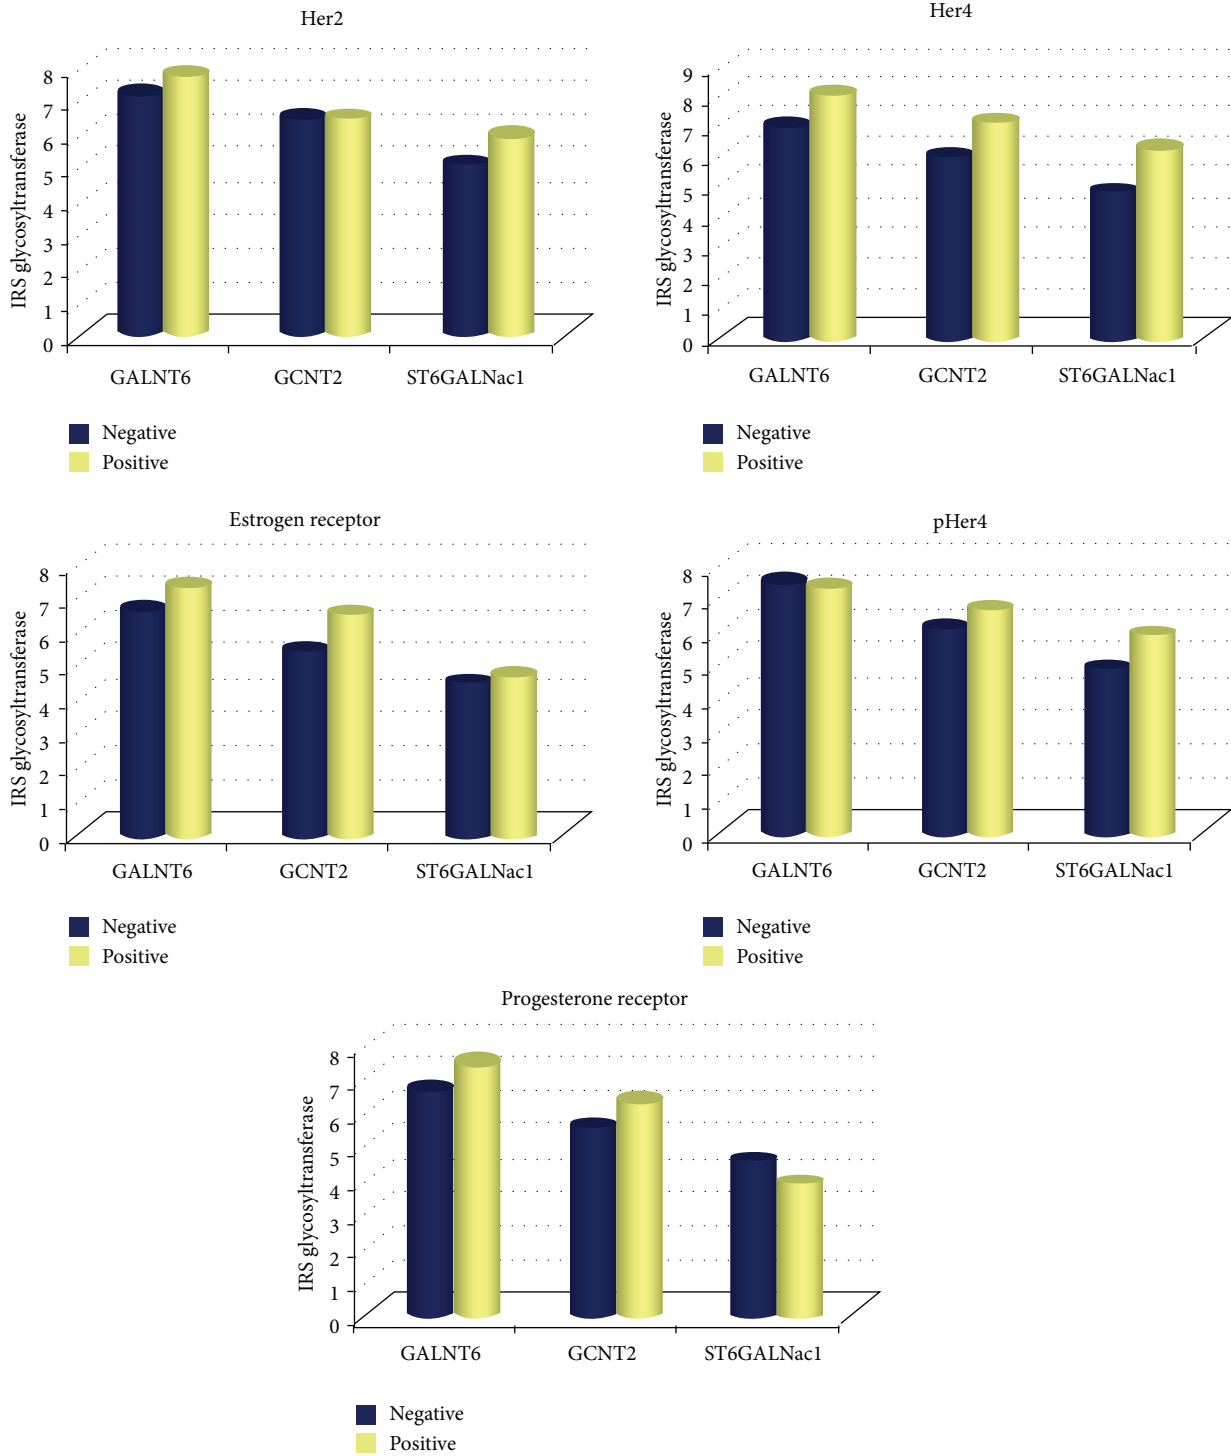 Her2
IRS glycosyltransferase
8
7
6
5
4
3
2
1
0
GALNT6 GCNT2 ST6GALNac1
Negative
Positive
Her4
IRS glycosyltransferase
9
8
7
6
5
4
3
2
1
0
GALNT6 GCNT2 ST6GALNac1
Negative
Positive
Estrogen receptor
IRS glycosyltransferase
8
7
6
5
4
3
2
1
0
GALNT6 GCNT2 ST6GALNac1
Negative
Positive
pHer4
IRS glycosyltransferase
8
7
6
5
4
3
2
1
0
GALNT6 GCNT2 ST6GALNac1
Negative
Positive
Progesterone receptor
IRS glycosyltransferase
8
7
6
5
4
3
2
1
0
GALNT6 GCNT2 ST6GALNac1
Negative
Positive